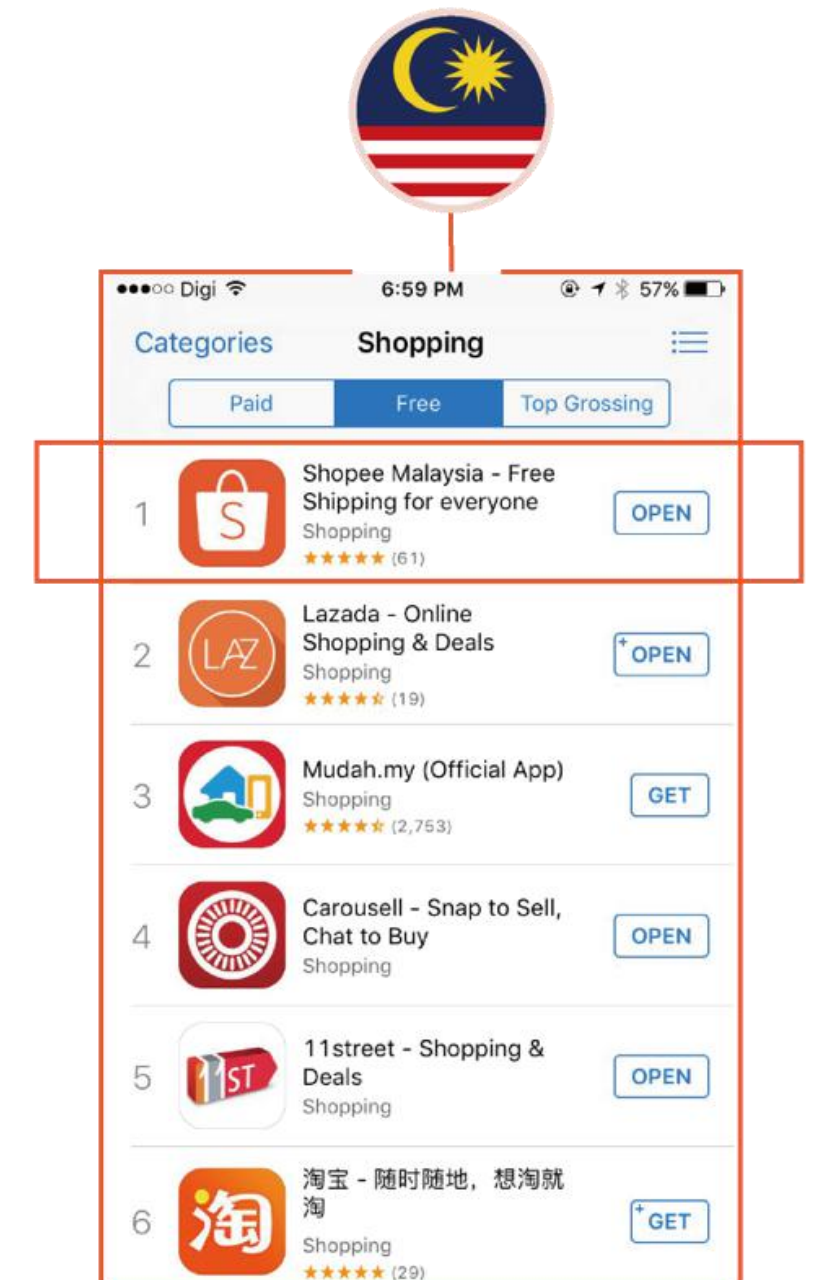 Digi 6:59 PM 57%
Categories Shopping
Paid Free Top Grossing
1
Shopee Malaysia - Free
Shipping for everyone
Shopping
(61)
OPEN
S
2
Lazada - Online
Shopping & Deals
Shopping
(19)
+OPEN
LAZ
3
Mudah.my (Official App)
Shopping
(2,753)
GET
4
Carousell - Snap to Sell,
Chat to Buy
Shopping
OPEN
5
11street - Shopping &
Deals
Shopping
OPEN
11ST
6
淘宝 - 随时随地，想淘就
淘
Shopping
(29)
+GET
淘